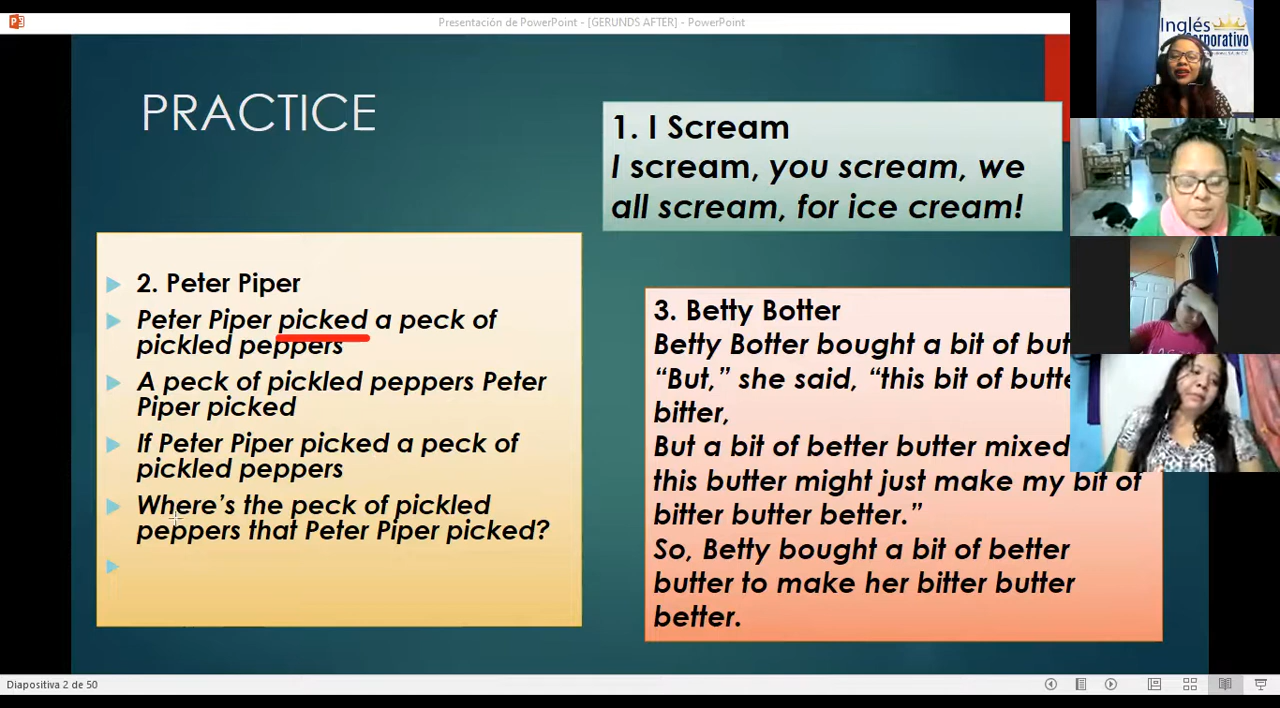 Presentación de PowerPoint - [GERUNDS AFTER] - PowerPoint
Inglés
Corporativo
PRACTICE
1. I Scream
I scream, you scream, we
all scream, for ice cream!
2. Peter Piper
Peter Piper picked a peck of
pickled peppers
A peck of pickled peppers Peter
Piper picked
If Peter Piper picked a peck of
pickled peppers
Where's the peck of pickled
peppers that Peter Piper picked?
3. Betty Botter
Betty Botter bought a bit of
“But,” she said, “this bit of
bitter,
But a bit of better butter mixed
this butter might just make my bit of
bitter butter better.”
So, Betty bought a bit of better
butter to make her bitter butter
better.
Diapositiva 2 de 50